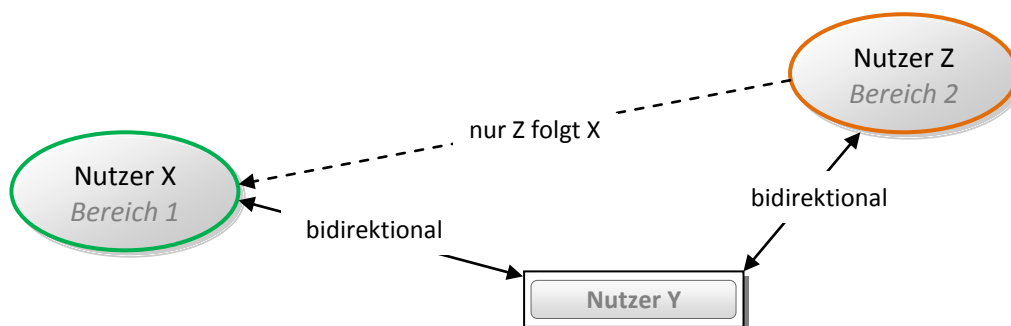 Nutzer Z
Bereich 2
nur Z folgt X
Nutzer X
Bereich 1
bidirektional
bidirektional
Nutzer Y